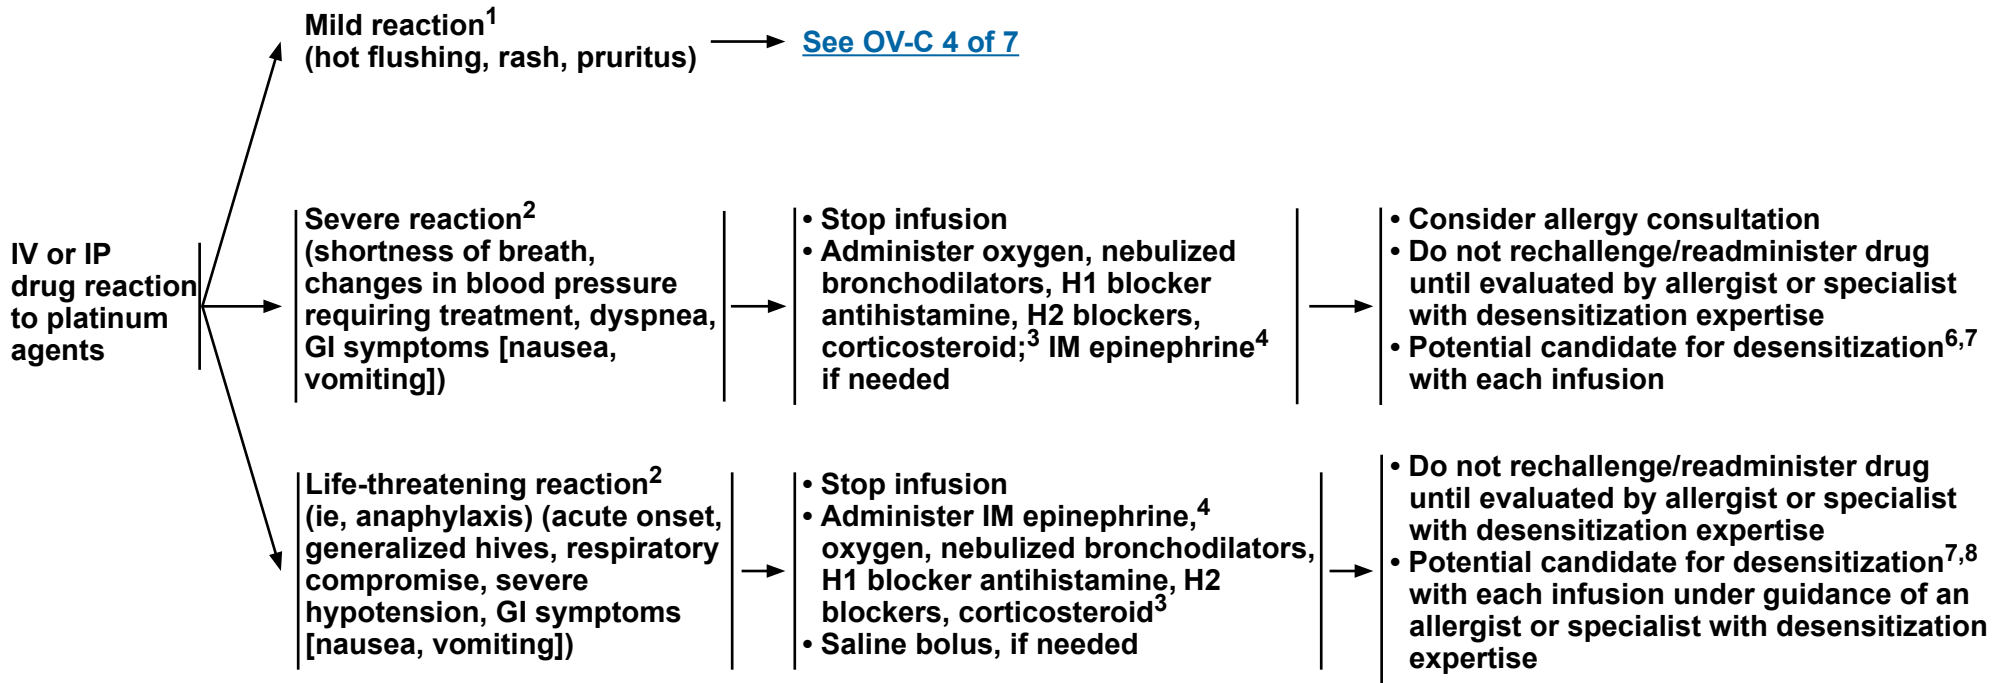 Mild reaction1
(hot flushing, rash, pruritus)
See OV-C 4 of 7
IV or IP
drug reaction
to platinum
agents
Severe reaction2
(shortness of breath,
changes in blood pressure
requiring treatment, dyspnea,
GI symptoms [nausea,
vomiting])
• Stop infusion
• Administer oxygen, nebulized
bronchodilators, H1 blocker
antihistamine, H2 blockers,
corticosteroid;3 IM epinephrine4
if needed
• Consider allergy consultation
• Do not rechallenge/readminister drug
until evaluated by allergist or specialist
with desensitization expertise
• Potential candidate for desensitization6,7
with each infusion
Life-threatening reaction2
(ie, anaphylaxis) (acute onset,
generalized hives, respiratory
compromise, severe
hypotension, GI symptoms
[nausea, vomiting])
• Stop infusion
• Administer IM epinephrine,4
oxygen, nebulized bronchodilators,
H1 blocker antihistamine, H2
blockers, corticosteroid3
• Saline bolus, if needed
• Do not rechallenge/readminister drug
until evaluated by allergist or specialist
with desensitization expertise
• Potential candidate for desensitization7,8
with each infusion under guidance of an
allergist or specialist with desensitization
expertise